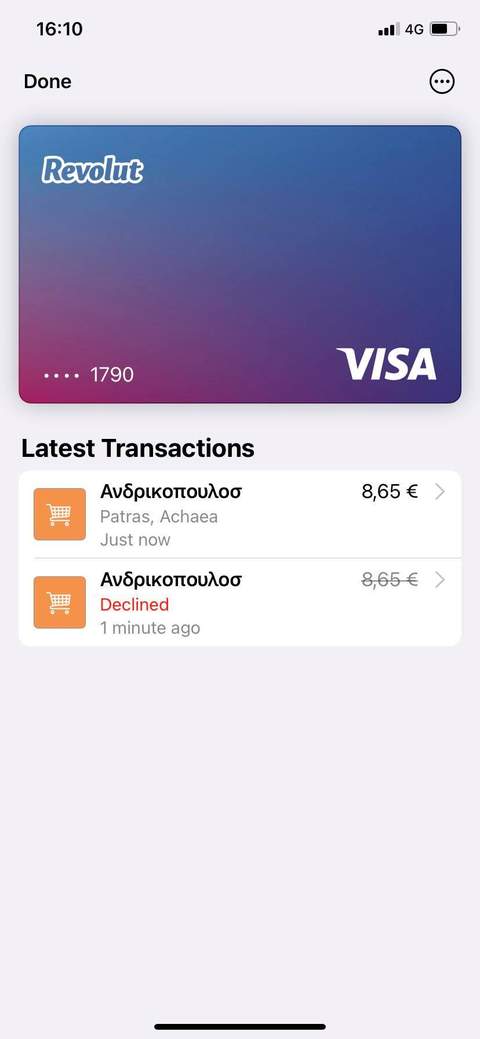 16:10
4G
Done
Revolut
•••• 1790
VISA
Latest Transactions
Ανδρικοπουλοσ 8,65 €
Patras, Achaea
Just now
Ανδρικοπουλοσ 8,65 €
Declined
1 minute ago